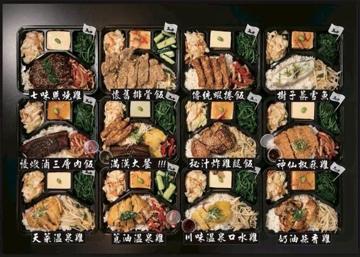 七味照燒雞
懷舊排骨飯
傳統蝦捲飯
樹子蒸雪魚
慢燉滷三層肉飯
滿漢大餐!!!
秘汁炸雞腿飯
神仙椒麻雞
天菜溫泉雞
蔥油溫泉雞
川味溫泉口水雞
奶油蒜香雞